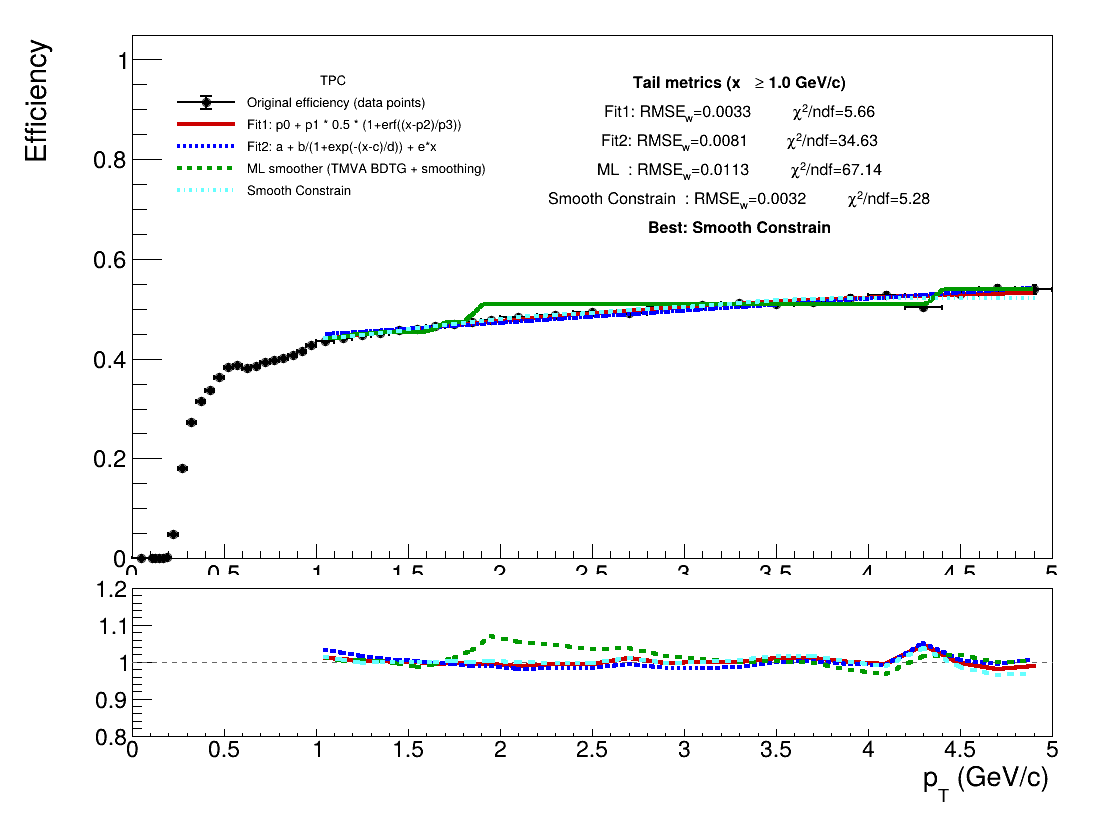 Efficiency
1
0.8
0.6
0.4
0.2
0
TPC
Original efficiency (data points)
Fit1: p0 + p1 * 0.5 * (1+erf((x-p2)/p3))
Fit2: a + b/(1+exp(-(x-c)/d)) + e*x
ML smoother (TMVA BDTG + smoothing)
Smooth Constrain
Tail metrics (x ≥ 1.0 GeV/c)
Fit1: RMSE_w=0.0033 χ²/ndf=5.66
Fit2: RMSE_w=0.0081 χ²/ndf=34.63
ML : RMSE_w=0.0113 χ²/ndf=67.14
Smooth Constrain : RMSE_w=0.0032 χ²/ndf=5.28
Best: Smooth Constrain
0 0.5 1 1.5 2 2.5 3 3.5 4 4.5 5
1.2
1.1
1
0.9
0.8
0 0.5 1 1.5 2 2.5 3 3.5 4 4.5 5
p_T (GeV/c)